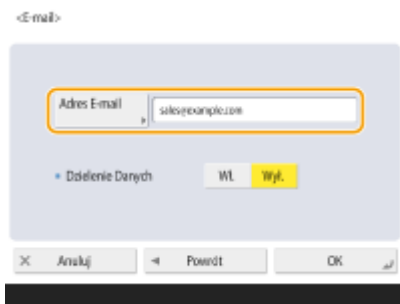 <E-mail>
Adres E-mail sales@example.com
Dzielenie Danych Wł. Wył.
Anuluj Powrót OK